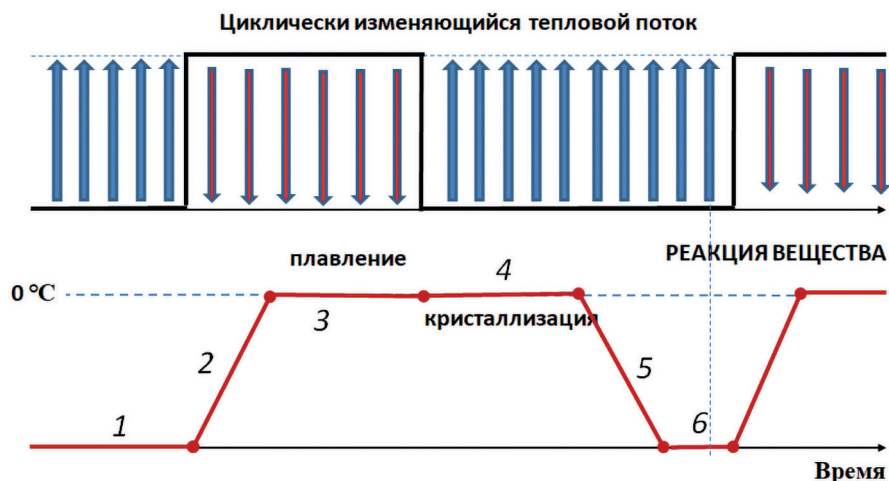 Циклически изменяющийся тепловой поток
РЕАКЦИЯ ВЕЩЕСТВА
плавление
4
0 °С
3
кристаллизация
2
5
1
6
Время